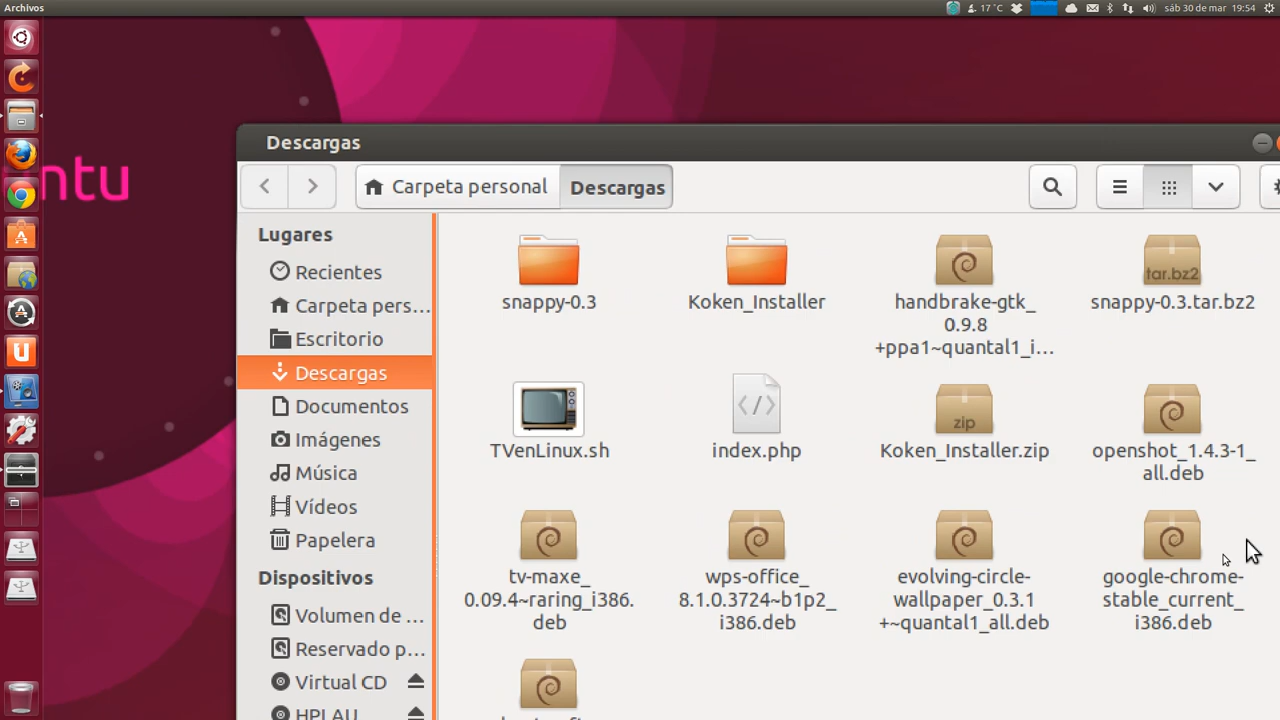 Archivos
17 °C
sáb 30 de mar 19:54
ntu
Descargas
Carpeta personal
Descargas
Lugares
Recientes
Carpeta pers...
Escritorio
Descargas
Documentos
Imágenes
Música
Vídeos
Papelera
Dispositivos
Volumen de ...
Reservado p...
Virtual CD
HPLAU
snappy-0.3
Koken_Installer
handbrake-gtk_
0.9.8
+ppa1~quantal1_i...
tar.bz2
snappy-0.3.tar.bz2
TVenLinux.sh
</>
index.php
zip
Koken_Installer.zip
openshot_1.4.3-1_
all.deb
tv-maxe_
0.09.4~raring_i386.
deb
wps-office_
8.1.0.3724~b1p2_
i386.deb
evolving-circle-
wallpaper_0.3.1
+~quantal1_all.deb
google-chrome-
stable_current_
i386.deb